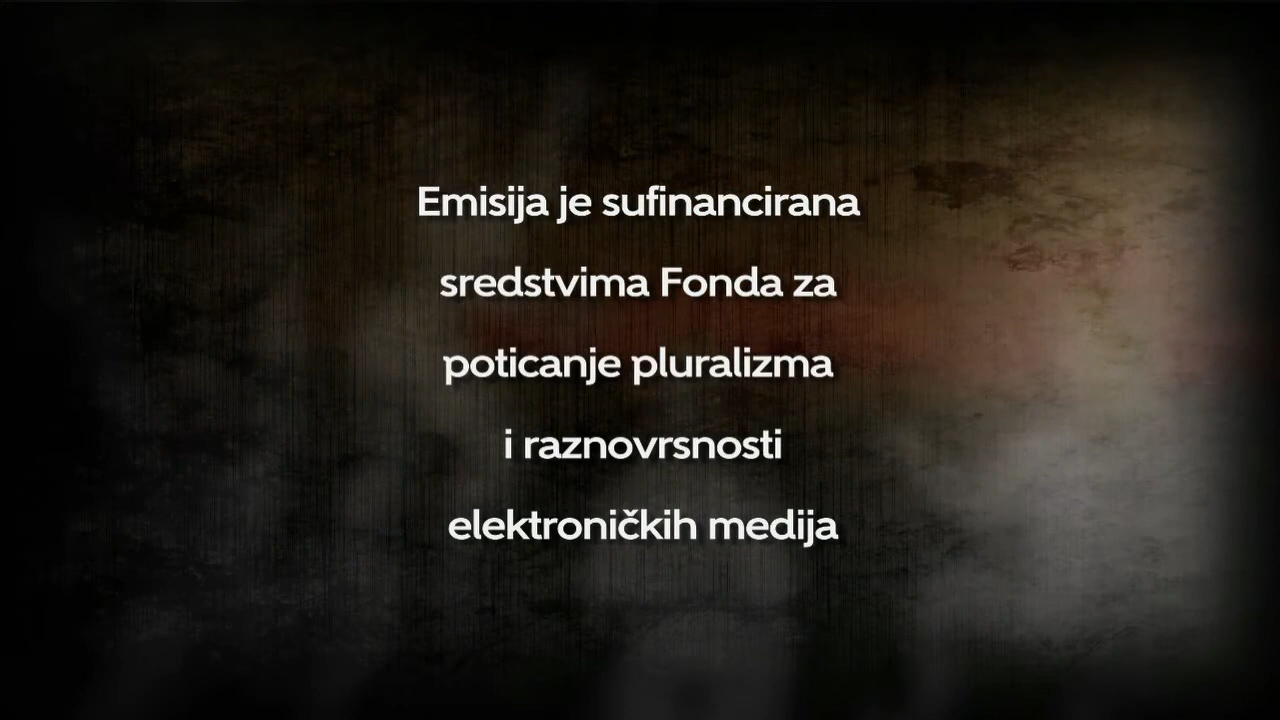 Emisija je sufinancirana
sredstvima Fonda za
poticanje pluralizma
i raznovrsnosti
elektroničkih medija